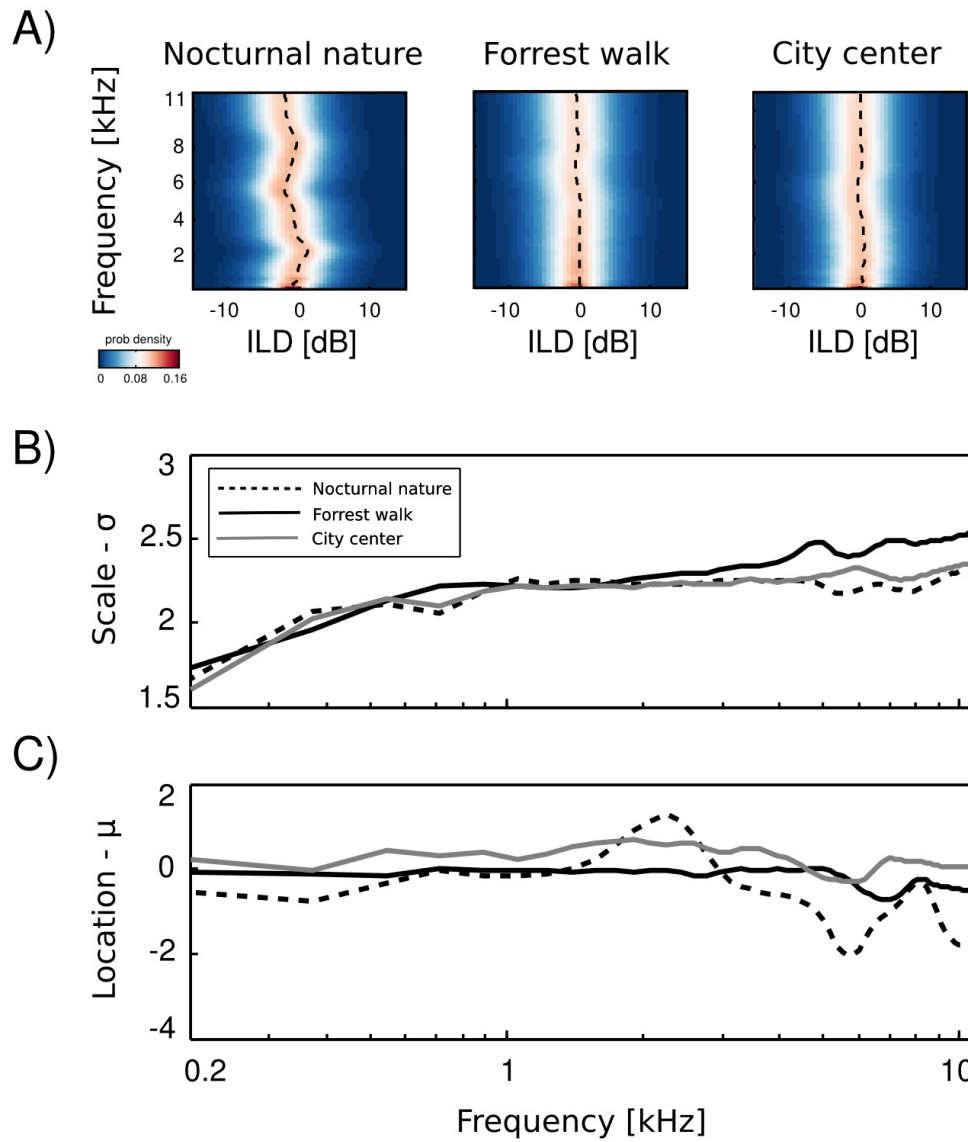 A)
Nocturnal nature
Forrest walk
City center
Frequency [kHz]
11
8
6
4
2
-10 0 10
-10 0 10
-10 0 10
ILD [dB]
ILD [dB]
ILD [dB]
prob density
0 0.08 0.16
B)
Scale - σ
3
2.5
2
1.5
Nocturnal nature
Forrest walk
City center
C)
Location - μ
2
0
-2
-4
0.2 1 10
Frequency [kHz]